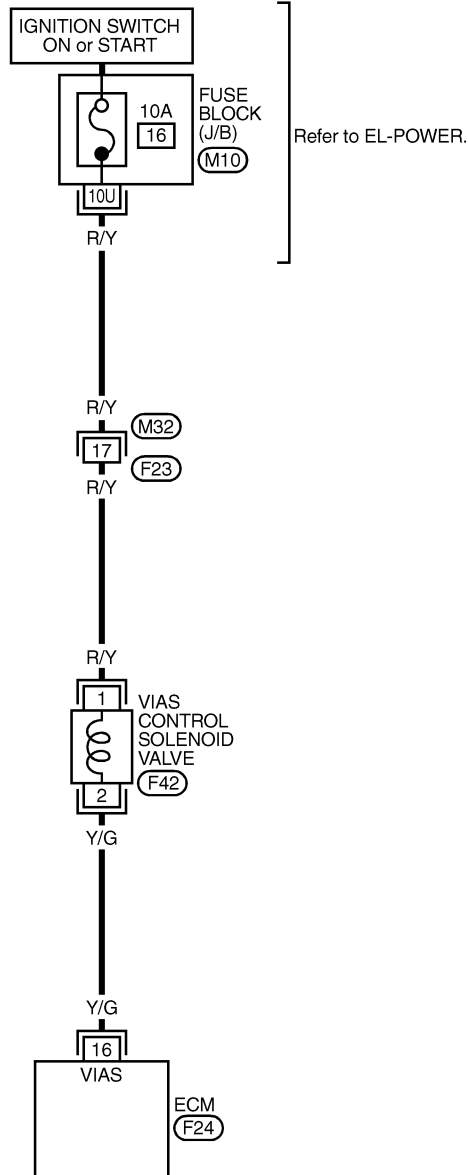 IGNITION SWITCH
ON or START
10A
16
FUSE
BLOCK
(J/B)
M10
Refer to EL-POWER.
10U
R/Y
R/Y
M32
17
F23
R/Y
R/Y
1
VIAS
CONTROL
SOLENOID
VALVE
F42
2
Y/G
Y/G
16
VIAS
ECM
F24